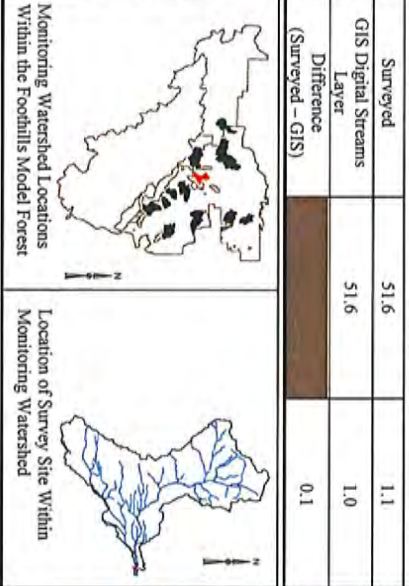 Surveyed 51.6 1.1
GIS Digital Streams
Layer 51.6 1.0
Difference
(Surveyed – GIS) 0.1
N
Monitoring Watershed Locations
Within the Foothills Model Forest
N
Location of Survey Site Within
Monitoring Watershed